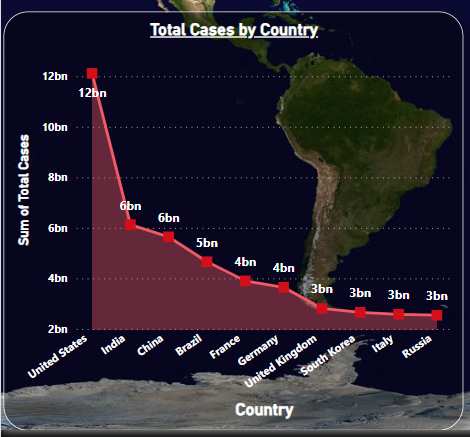 Total Cases by Country
Sum of Total Cases
12bn
10bn
8bn
6bn
4bn
2bn
12bn
6bn
6bn
5bn
4bn
4bn
3bn
3bn
3bn
3bn
United States
India
China
Brazil
France
Germany
United Kingdom
South Korea
Italy
Russia
Country